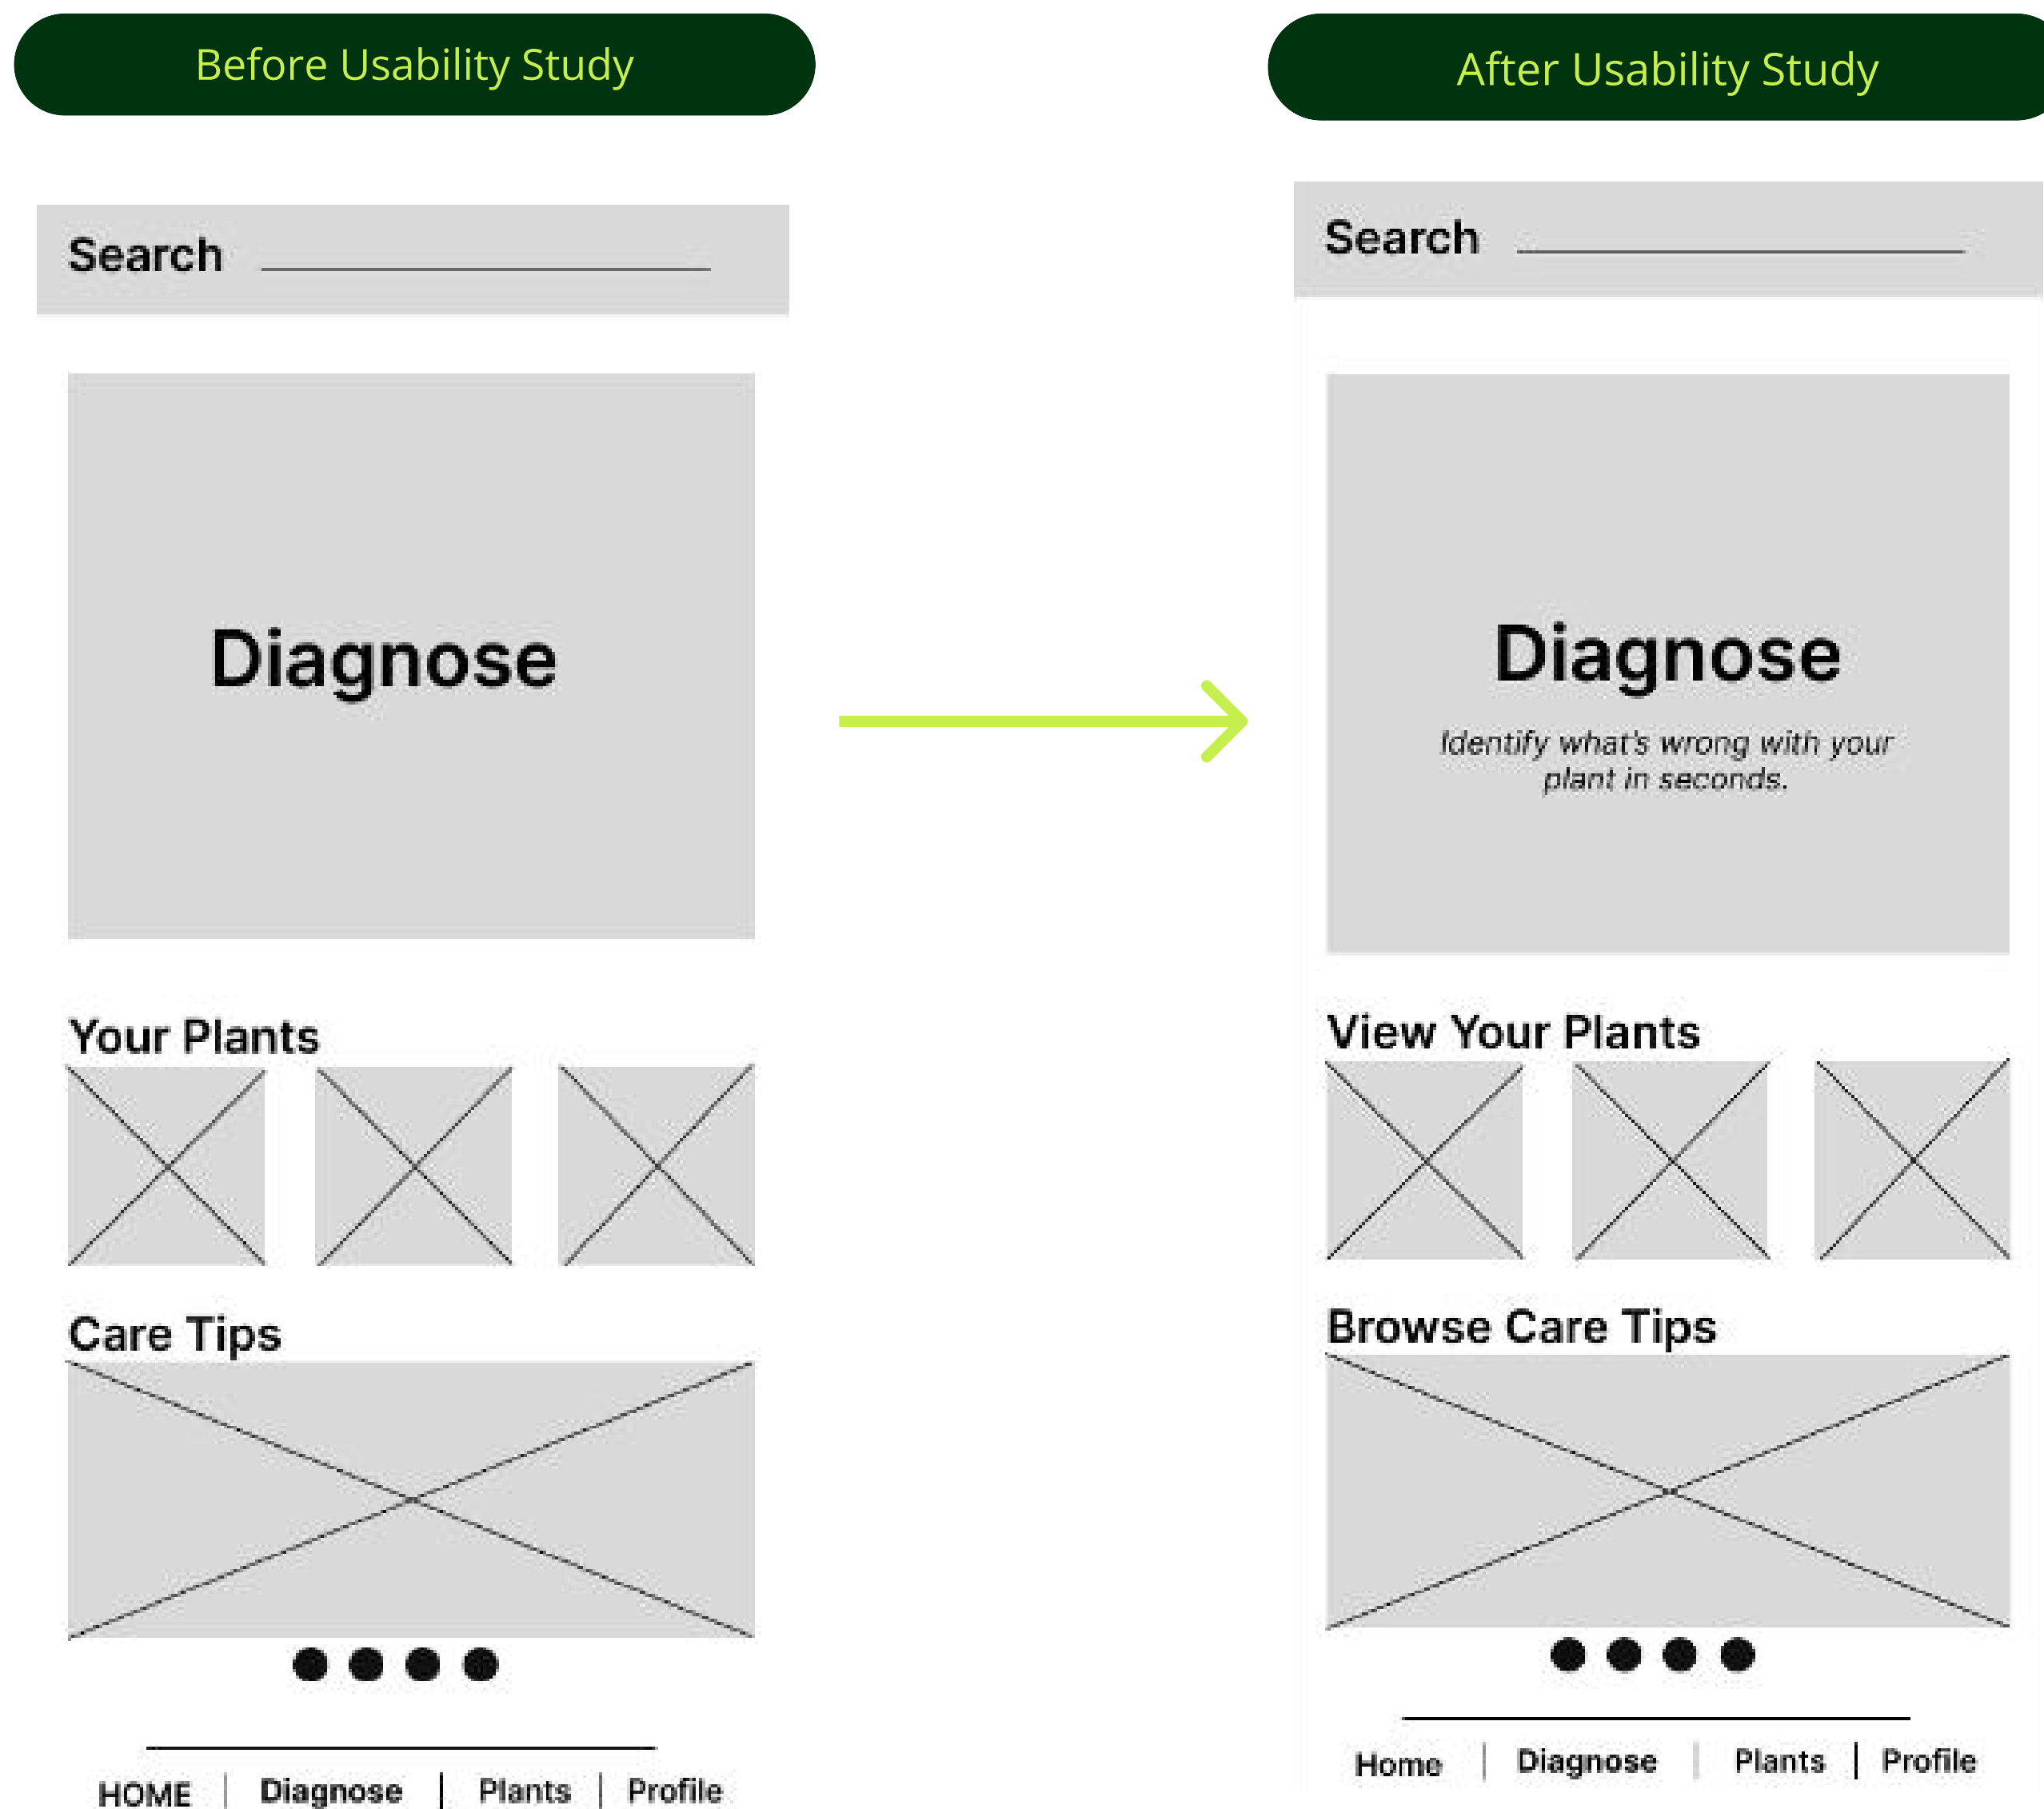 Before Usability Study
Search
Diagnose
Your Plants
Care Tips
HOME | Diagnose | Plants | Profile
After Usability Study
Search
Diagnose
Identify what's wrong with your
plant in seconds.
View Your Plants
Browse Care Tips
Home | Diagnose | Plants | Profile